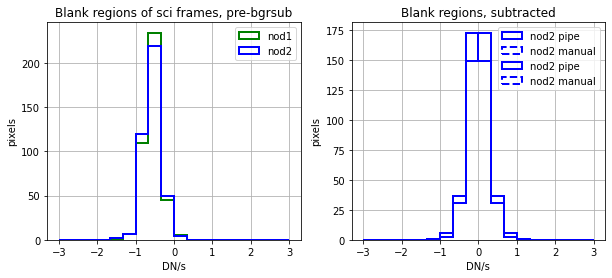 Blank regions of sci frames, pre-bgrsub
pixels
200
150
100
50
0
−3
−2
−1
0
1
2
3
DN/s
nod1
nod2
Blank regions, subtracted
pixels
175
150
125
100
75
50
25
0
−3
−2
−1
0
1
2
3
DN/s
nod2 pipe
nod2 manual
nod2 pipe
nod2 manual